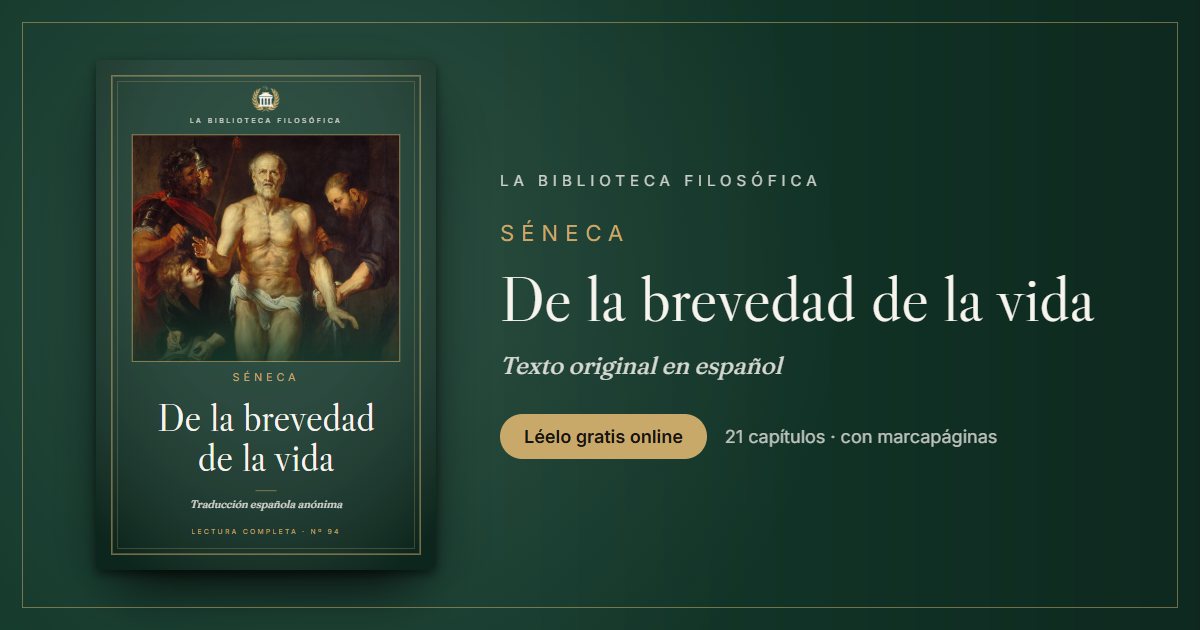 LA BIBLIOTECA FILOSÓFICA
SÉNECA
De la brevedad
de la vida
Traducción española anónima
LECTURA COMPLETA · Nº 94
LA BIBLIOTECA FILOSÓFICA
SÉNECA
De la brevedad de la vida
Texto original en español
Léelo gratis online
21 capítulos · con marcapáginas